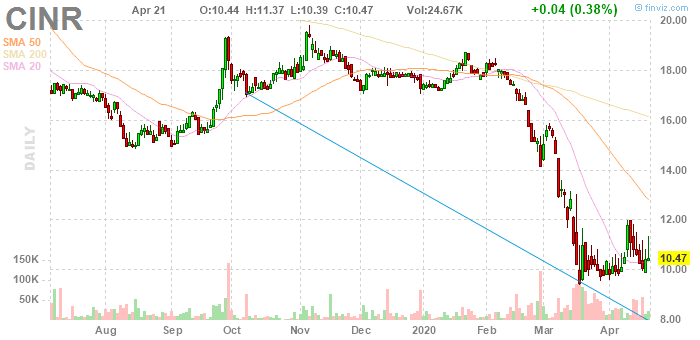 CINR Apr 21 O:10.44 H:11.37 L:10.39 C:10.47 Vol:24.67K +0.04 (0.38%) © finviz.com
SMA 50
SMA 200
SMA 20
DAILY
20.00
18.00
16.00
14.00
12.00
10.47
10.00
8.00
150K
100K
50K
Aug Sep Oct Nov Dec 2020 Feb Mar Apr